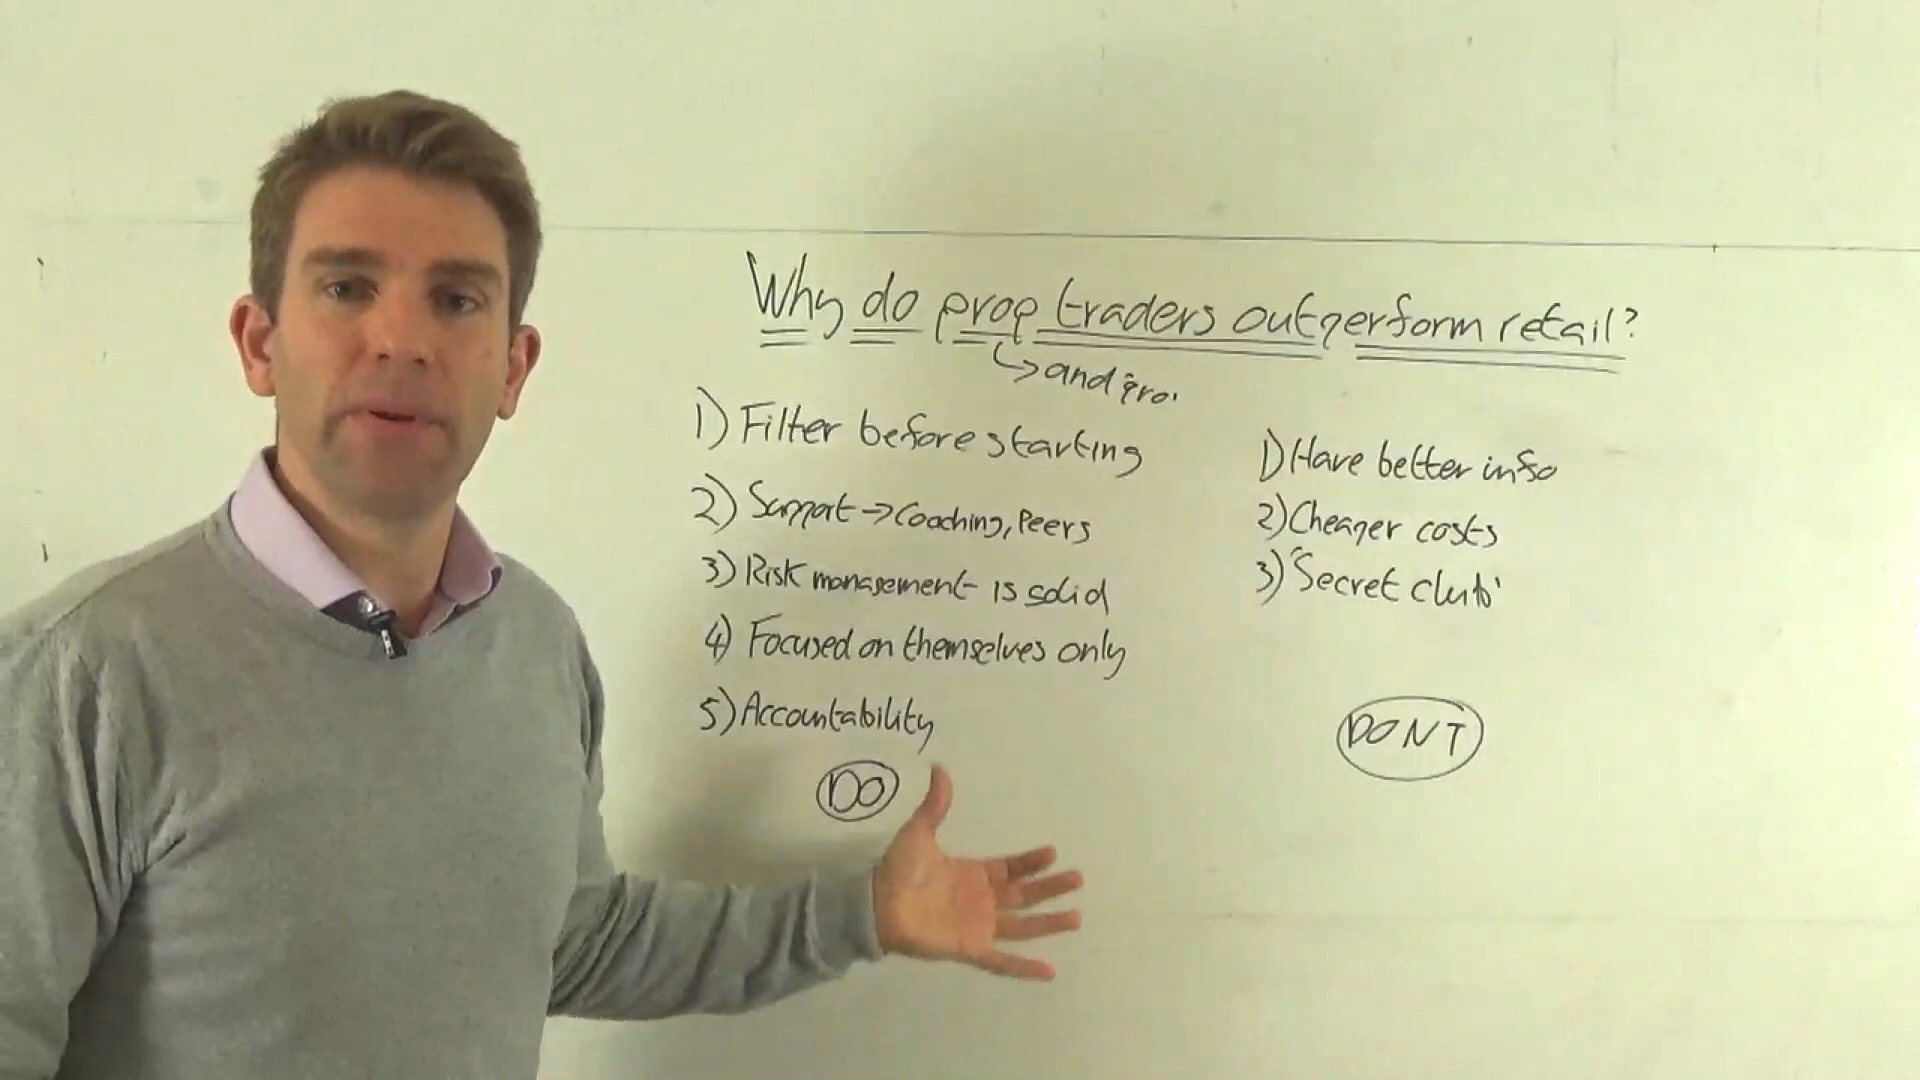 Why do prop traders outperform retail?
↳ and pro.
1) Filter before starting
2) Support → Coaching, Peers
3) Risk management is solid
4) Focused on themselves only
5) Accountability
DO
1) Have better info
2) Cheaper costs
3) 'Secret club'
DONT